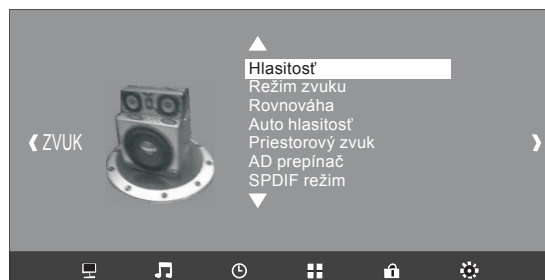 Hlasitosť
Režim zvuku
Rovnováha
Auto hlasitosť
ZVUK
Priestorový zvuk
AD prepínač
SPDIF režim